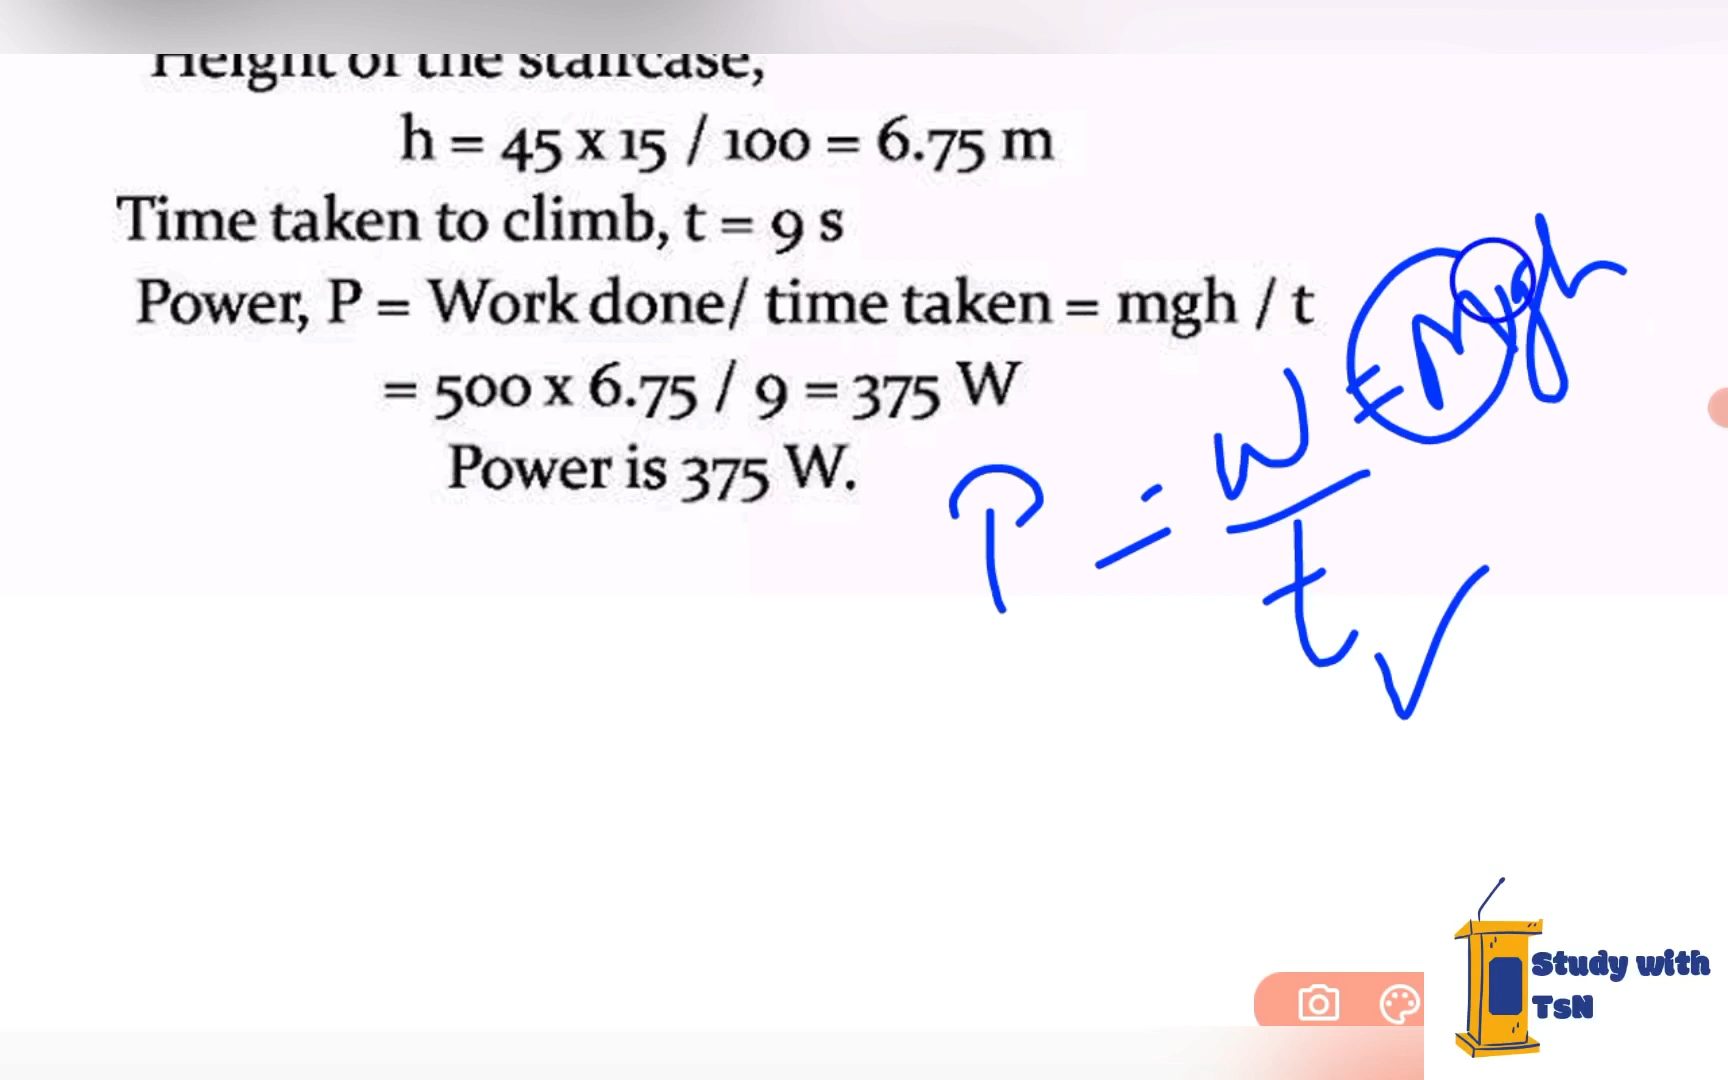 Height of the staircase,
h = 45 x 15 / 100 = 6.75 m
Time taken to climb, t = 9 s
Power, P = Work done/ time taken = mgh / t
= 500 x 6.75 / 9 = 375 W
Power is 375 W.
P = W / t
= Mgh
Study with
TsN